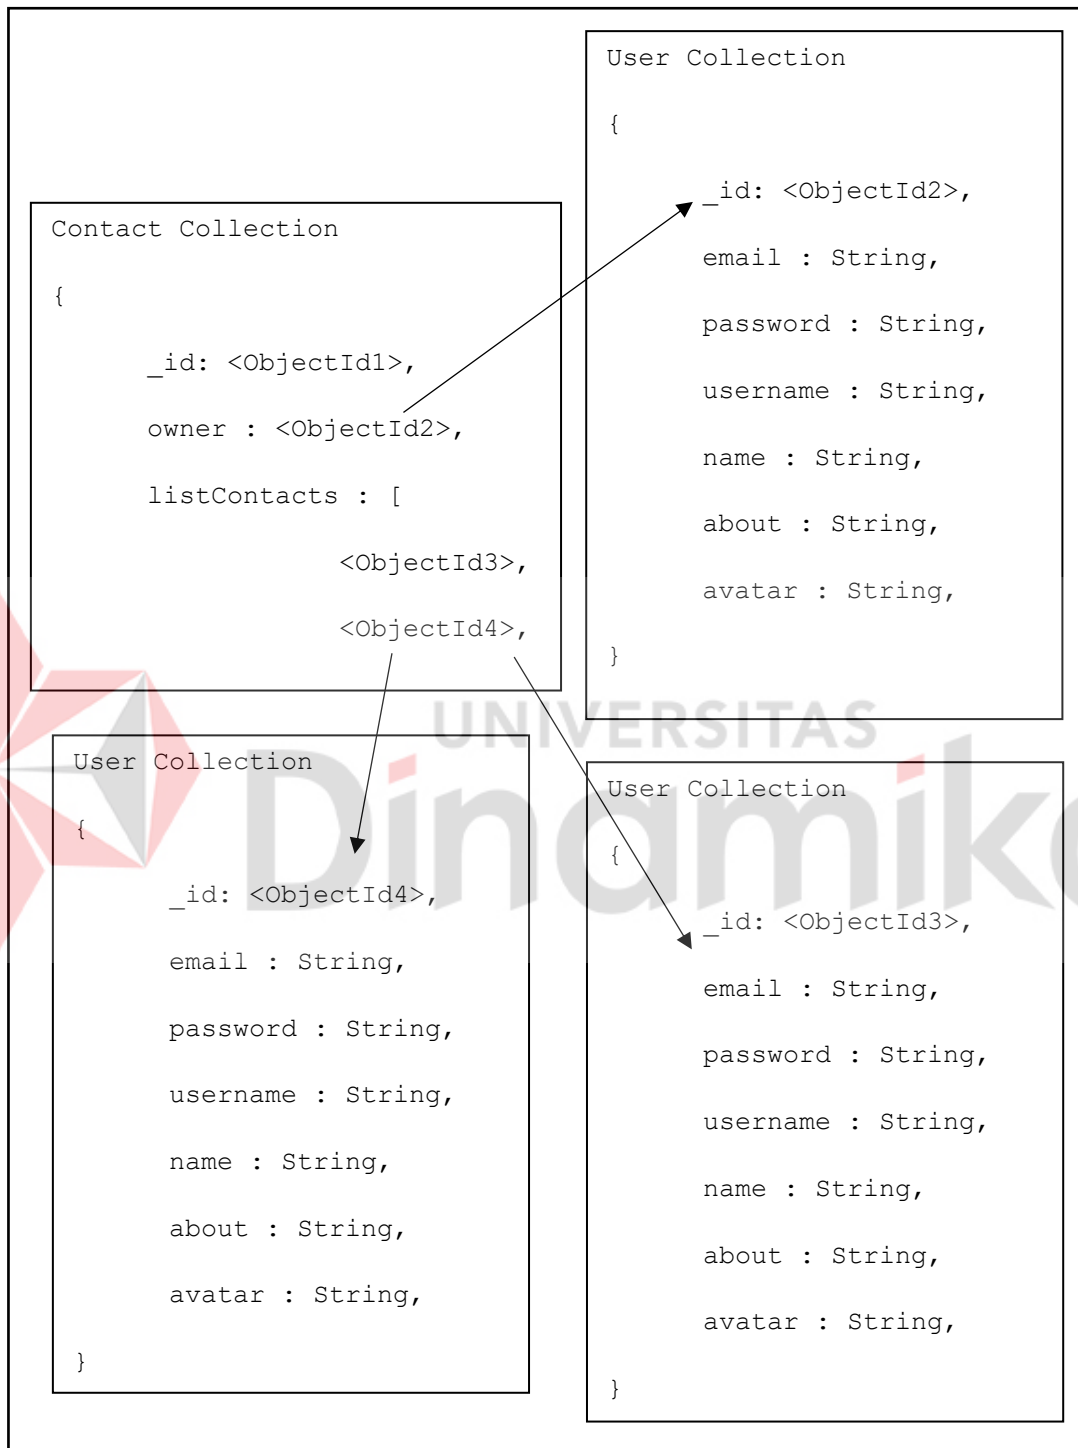 Contact Collection
{
_id: <ObjectId1>,
owner : <ObjectId2>,
listContacts : [
<ObjectId3>,
<ObjectId4>,
User Collection
{
_id: <ObjectId2>,
email : String,
password : String,
username : String,
name : String,
about : String,
avatar : String,
}
User Collection
{
_id: <ObjectId4>,
email : String,
password : String,
username : String,
name : String,
about : String,
avatar : String,
}
User Collection
{
_id: <ObjectId3>,
email : String,
password : String,
username : String,
name : String,
about : String,
avatar : String,
}
UNIVERSITAS
Dinamika